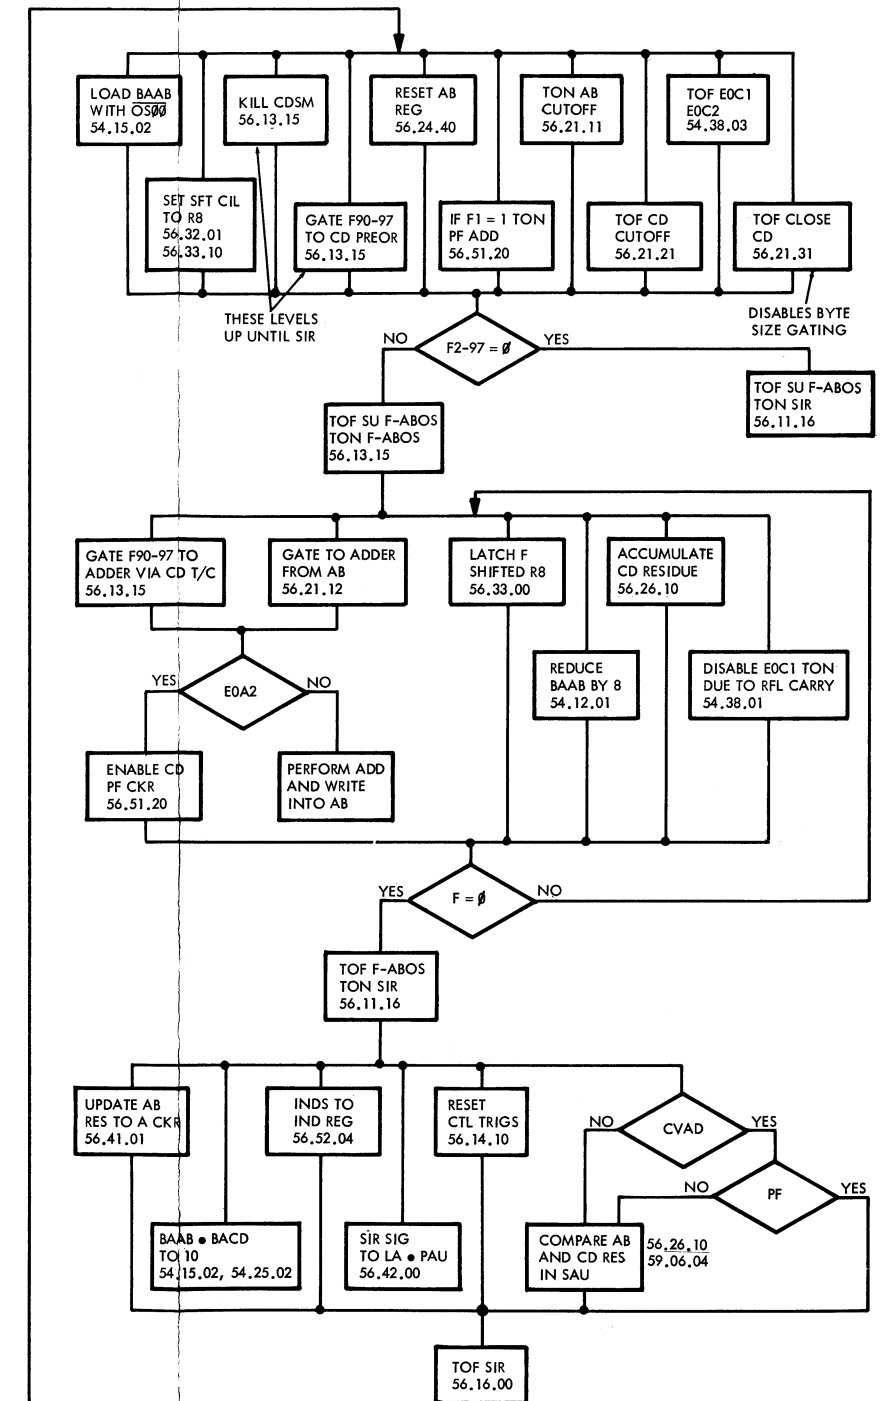 LOAD BAAB
WITH OS00
54.15.02
KILL CDSM
56.13.15
RESET AB
REG
56.24.40
TON AB
CUTOFF
56.21.11
TOF E0C1
E0C2
54.38.03
SET SFT CIL
TO R8
56.32.01
56.33.10
GATE F90-97
TO CD PREOR
56.13.15
IF F1 = 1 TON
PF ADD
56.51.20
TOF CD
CUTOFF
56.21.21
TOF CLOSE
CD
56.21.31
THESE LEVELS
UP UNTIL SIR
DISABLES BYTE
SIZE GATING
NO
F2-97 = 0
YES
TOF SU F-ABOS
TON SIR
56.11.16
TOF SU F-ABOS
TON F-ABOS
56.13.15
GATE F90-97 TO
ADDER VIA CD T/C
56.13.15
GATE TO ADDER
FROM AB
56.21.12
LATCH F
SHIFTED R8
56.33.00
ACCUMULATE
CD RESIDUE
56.26.10
REDUCE
BAAB BY 8
54.12.01
DISABLE E0C1 TON
DUE TO RFL CARRY
54.38.01
YES
E0A2
NO
ENABLE CD
PF CKR
56.51.20
PERFORM ADD
AND WRITE
INTO AB
YES
F = 0
NO
TOF F-ABOS
TON SIR
56.11.16
UPDATE AB
RES TO A CKR
56.41.01
INDS TO
IND REG
56.52.04
RESET
CTL TRIGS
56.14.10
NO
CVAD
YES
NO
PF
YES
BAAB • BACD
TO 10
54.15.02, 54.25.02
SIR SIG
TO LA • PAU
56.42.00
COMPARE AB
AND CD RES
IN SAU
56.26.10
59.06.04
TOF SIR
56.16.00